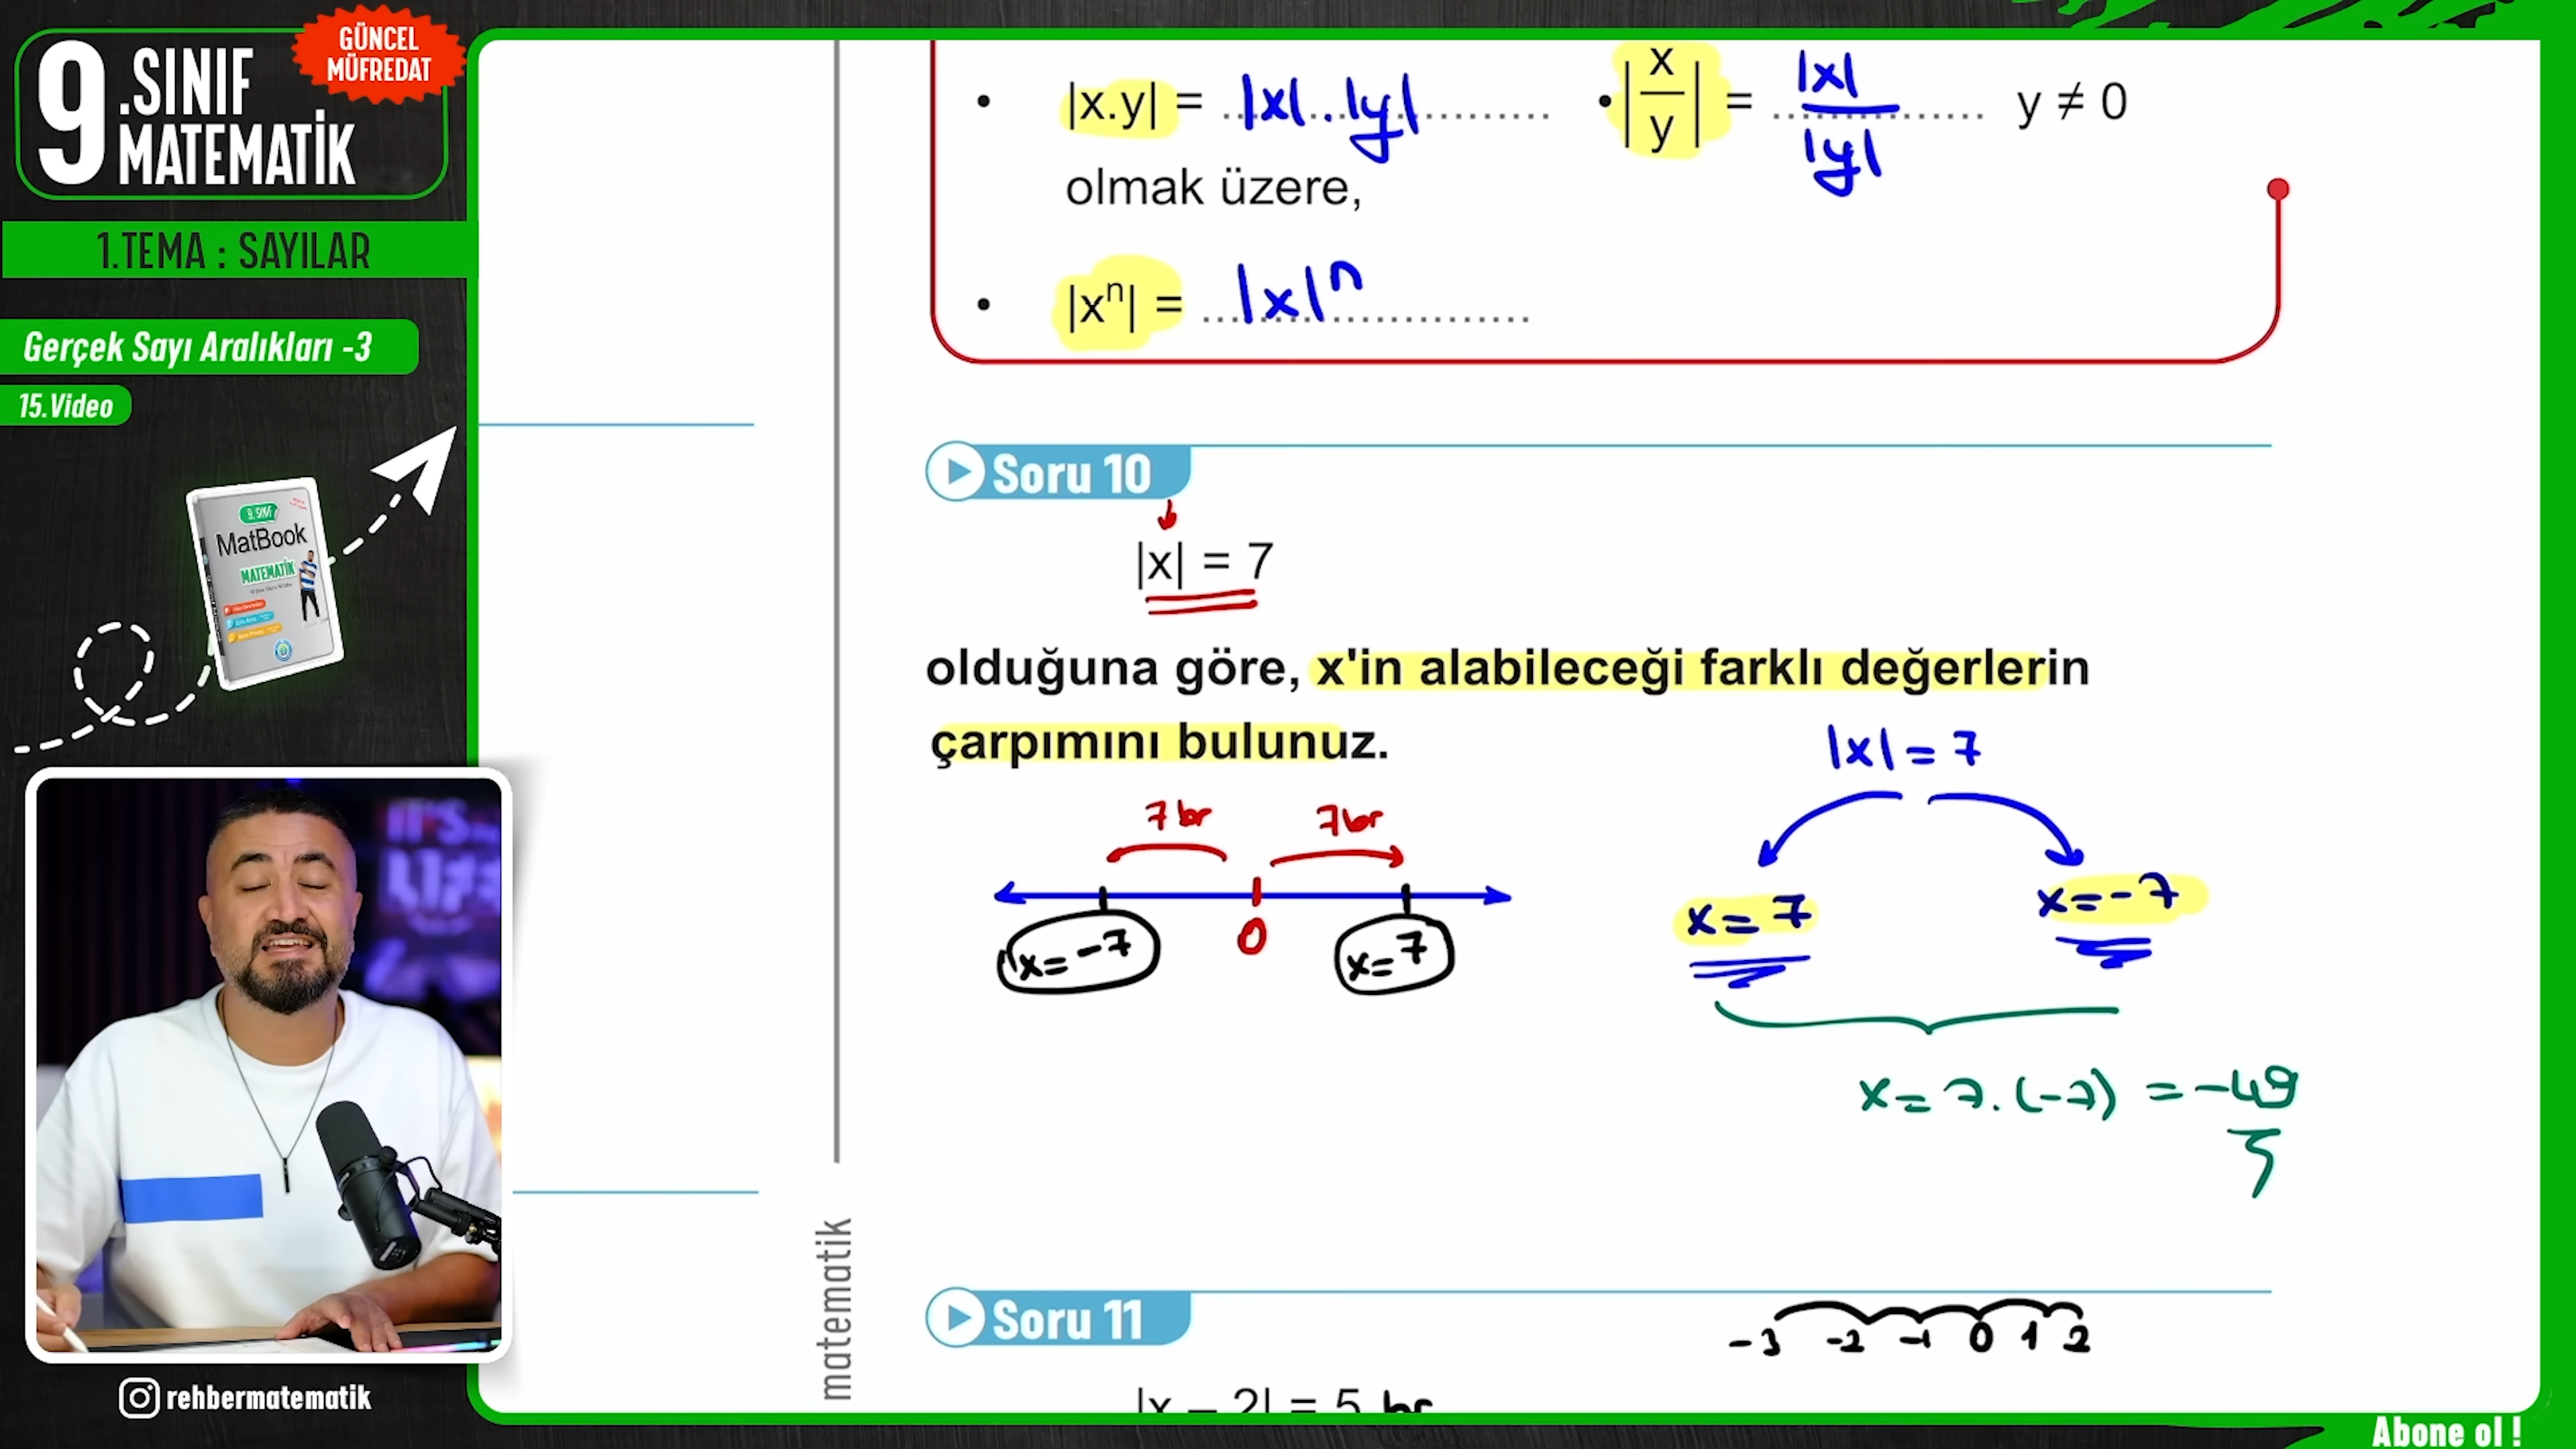 GÜNCEL
MÜFREDAT
9.SINIF
MATEMATİK
1.TEMA : SAYILAR
Gerçek Sayı Aralıkları -3
15.Video
9. SINIF
MatBook
MATEMATİK
rehbermatematik
• |x.y| = |x|.|y| • |x/y| = |x|/|y| y ≠ 0
olmak üzere,
• |xⁿ| = |x|ⁿ
Soru 10
|x| = 7
olduğuna göre, x'in alabileceği farklı değerlerin
çarpımını bulunuz.
|x| = 7
7 br 7 br
x = -7 0 x = 7
x = 7 x = -7
x = 7.(-7) = -49
matematik
Soru 11
-3 -2 -1 0 1 2
|x – 2| = 5 br
Abone ol !